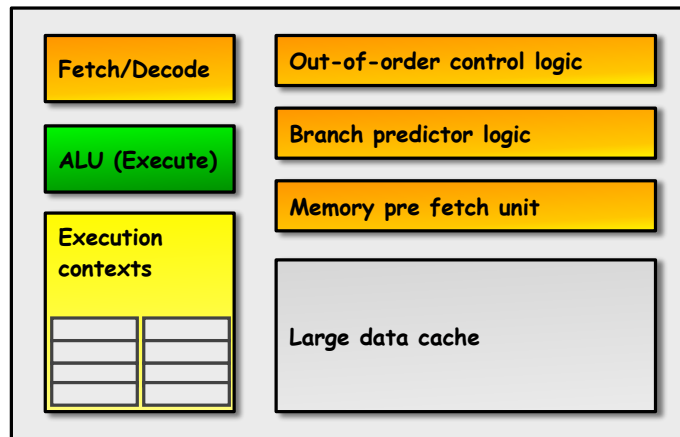 Fetch/Decode
ALU (Execute)
Execution
contexts
Out-of-order control logic
Branch predictor logic
Memory pre fetch unit
Large data cache